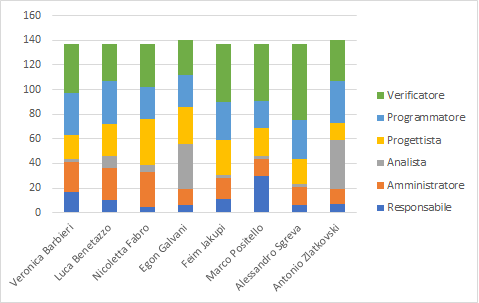 160
140
120
100
80
60
40
20
0
Veronica Barbieri
Luca Benetazzo
Nicoletta Fabro
Egon Galvani
Feim Jakupi
Marco Positello
Alessandro Sgreva
Antonio Zlatkovski
Verificatore
Programmatore
Progettista
Analista
Amministratore
Responsabile